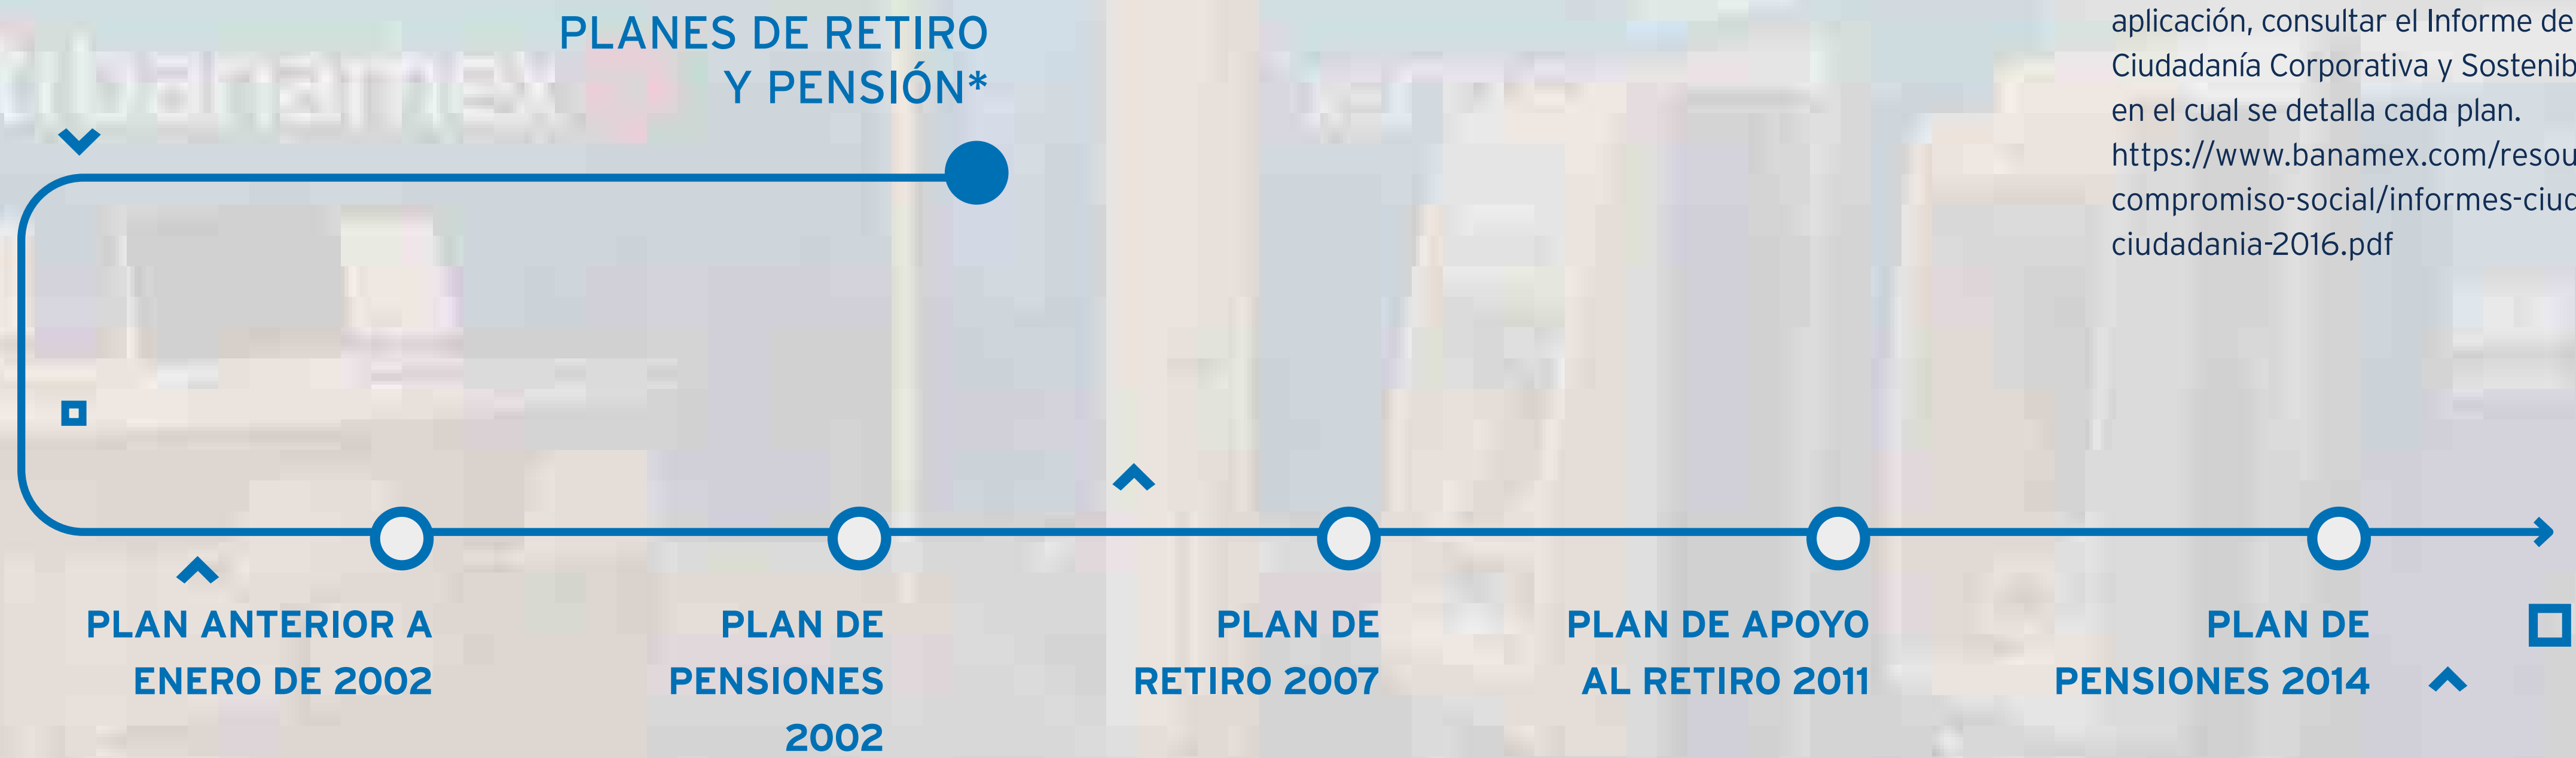 PLANES DE RETIRO
Y PENSIÓN*
aplicación, consultar el Informe de
Ciudadanía Corporativa y Sostenib
en el cual se detalla cada plan.
https://www.banamex.com/resou
compromiso-social/informes-ciud
ciudadania-2016.pdf
banamex
PLAN ANTERIOR A
ENERO DE 2002
PLAN DE
PENSIONES
2002
PLAN DE
RETIRO 2007
PLAN DE APOYO
AL RETIRO 2011
PLAN DE
PENSIONES 2014